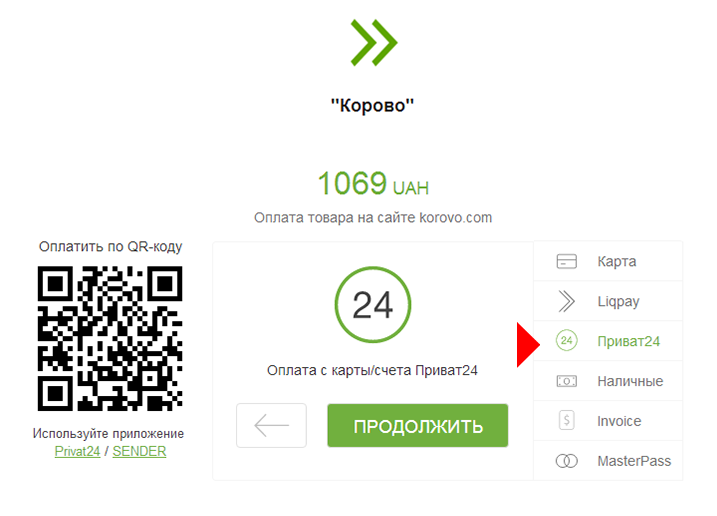 "Корово"
1069 UAH
Оплата товара на сайте korovo.com
Оплатить по QR-коду
Используйте приложение
Privat24 / SENDER
24
Оплата с карты/счета Приват24
ПРОДОЛЖИТЬ
Карта
Liqpay
24 Приват24
Наличные
$ Invoice
MasterPass